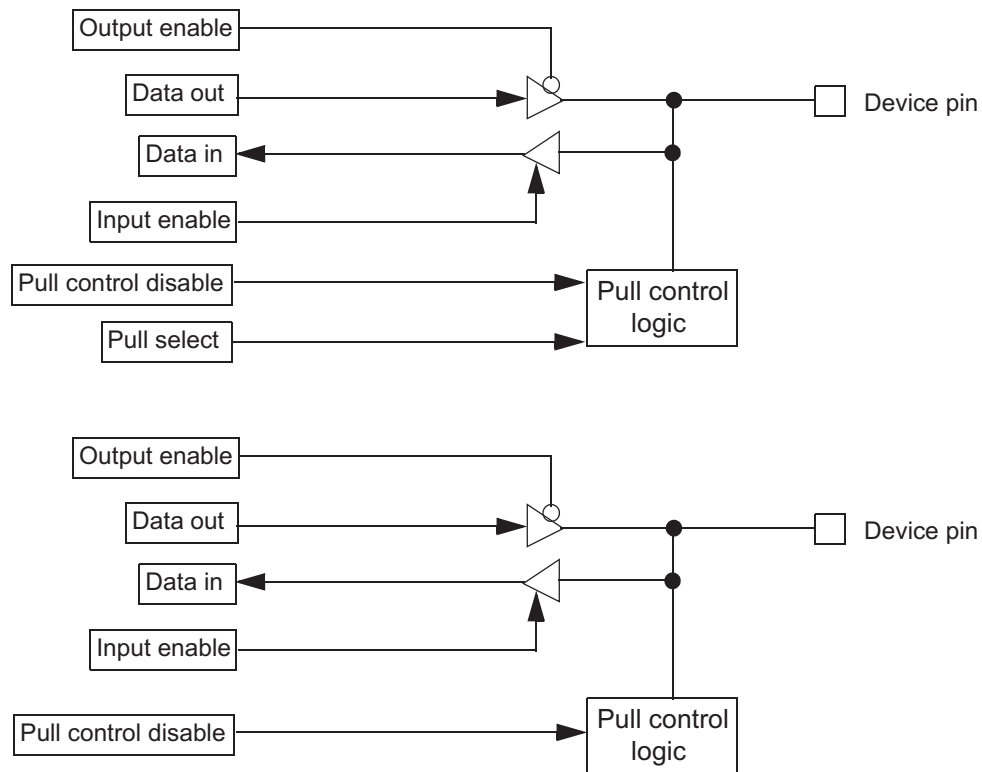 Output enable
Data out
Device pin
Data in
Input enable
Pull control disable
Pull control
logic
Pull select
Output enable
Data out
Device pin
Data in
Input enable
Pull control disable
Pull control
logic